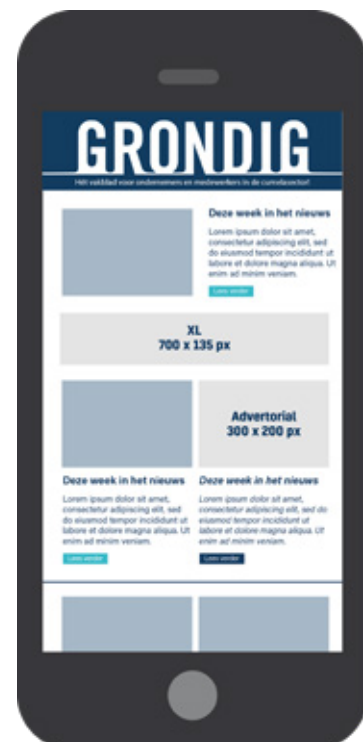 GRONDIG
Hét vakblad voor ondernemers en medewerkers in de cumelasector!
Deze week in het nieuws
Lorem ipsum dolor sit amet,
consectetur adipiscing elit, sed
do eiusmod tempor incididunt ut
labore et dolore magna aliqua. Ut
enim ad minim veniam.
Lees verder
XL
700 x 135 px
Advertorial
300 x 200 px
Deze week in het nieuws
Lorem ipsum dolor sit amet,
consectetur adipiscing elit, sed
do eiusmod tempor incididunt ut
labore et dolore magna aliqua. Ut
enim ad minim veniam.
Lees verder
Deze week in het nieuws
Lorem ipsum dolor sit amet,
consectetur adipiscing elit, sed do
eiusmod tempor incididunt ut
labore et dolore magna aliqua. Ut
enim ad minim veniam.
Lees verder